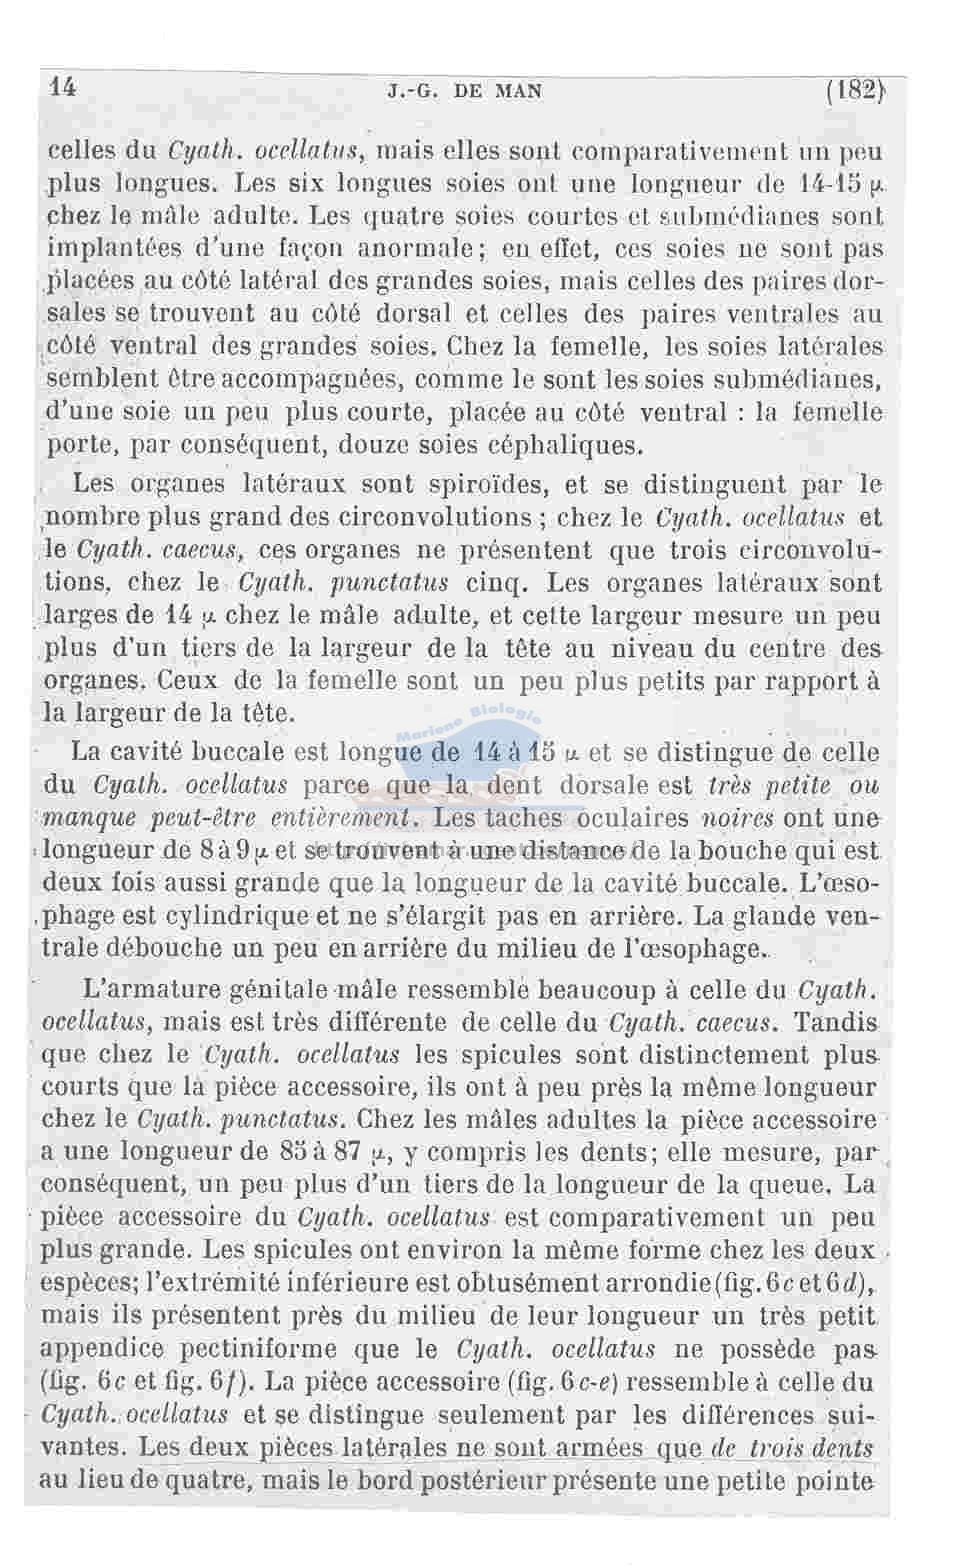 14 J.-G. DE MAN (182)
celles du Cyath. ocellatus, mais elles sont comparativement un peu
plus longues. Les six longues soies ont une longueur de 14-15 µ
chez le mâle adulte. Les quatre soies courtes et submédianes sont
implantées d'une façon anormale; en effet, ces soies ne sont pas
placées au côté latéral des grandes soies, mais celles des paires dor-
sales se trouvent au côté dorsal et celles des paires ventrales au
côté ventral des grandes soies. Chez la femelle, les soies latérales
semblent être accompagnées, comme le sont les soies submédianes,
d'une soie un peu plus courte, placée au côté ventral : la femelle
porte, par conséquent, douze soies céphaliques.
Les organes latéraux sont spiroïdes, et se distinguent par le
nombre plus grand des circonvolutions ; chez le Cyath. ocellatus et
le Cyath. caecus, ces organes ne présentent que trois circonvolu-
tions, chez le Cyath. punctatus cinq. Les organes latéraux sont
larges de 14 µ chez le mâle adulte, et cette largeur mesure un peu
plus d'un tiers de la largeur de la tête au niveau du centre des
organes. Ceux de la femelle sont un peu plus petits par rapport à
la largeur de la tête.
Mariene Biologie
La cavité buccale est longue de 14 à 15 µ et se distingue de celle
du Cyath. ocellatus parce que la dent dorsale est très petite ou
manque peut-être entièrement. Les taches oculaires noires ont une
longueur de 8 à 9 µ et se trouvent à une distance de la bouche qui est
deux fois aussi grande que la longueur de la cavité buccale. L'œso-
phage est cylindrique et ne s'élargit pas en arrière. La glande ven-
trale débouche un peu en arrière du milieu de l'œsophage.
L'armature génitale mâle ressemble beaucoup à celle du Cyath.
ocellatus, mais est très différente de celle du Cyath. caecus. Tandis
que chez le Cyath. ocellatus les spicules sont distinctement plus
courts que la pièce accessoire, ils ont à peu près la même longueur
chez le Cyath. punctatus. Chez les mâles adultes la pièce accessoire
a une longueur de 85 à 87 µ, y compris les dents; elle mesure, par
conséquent, un peu plus d'un tiers de la longueur de la queue. La
pièce accessoire du Cyath. ocellatus est comparativement un peu
plus grande. Les spicules ont environ la même forme chez les deux
espèces; l'extrémité inférieure est obtusément arrondie (fig. 6 c et 6 d),
mais ils présentent près du milieu de leur longueur un très petit
appendice pectiniforme que le Cyath. ocellatus ne possède pas
(fig. 6 c et fig. 6 f). La pièce accessoire (fig. 6 c-e) ressemble à celle du
Cyath. ocellatus et se distingue seulement par les différences sui-
vantes. Les deux pièces latérales ne sont armées que de trois dents
au lieu de quatre, mais le bord postérieur présente une petite pointe